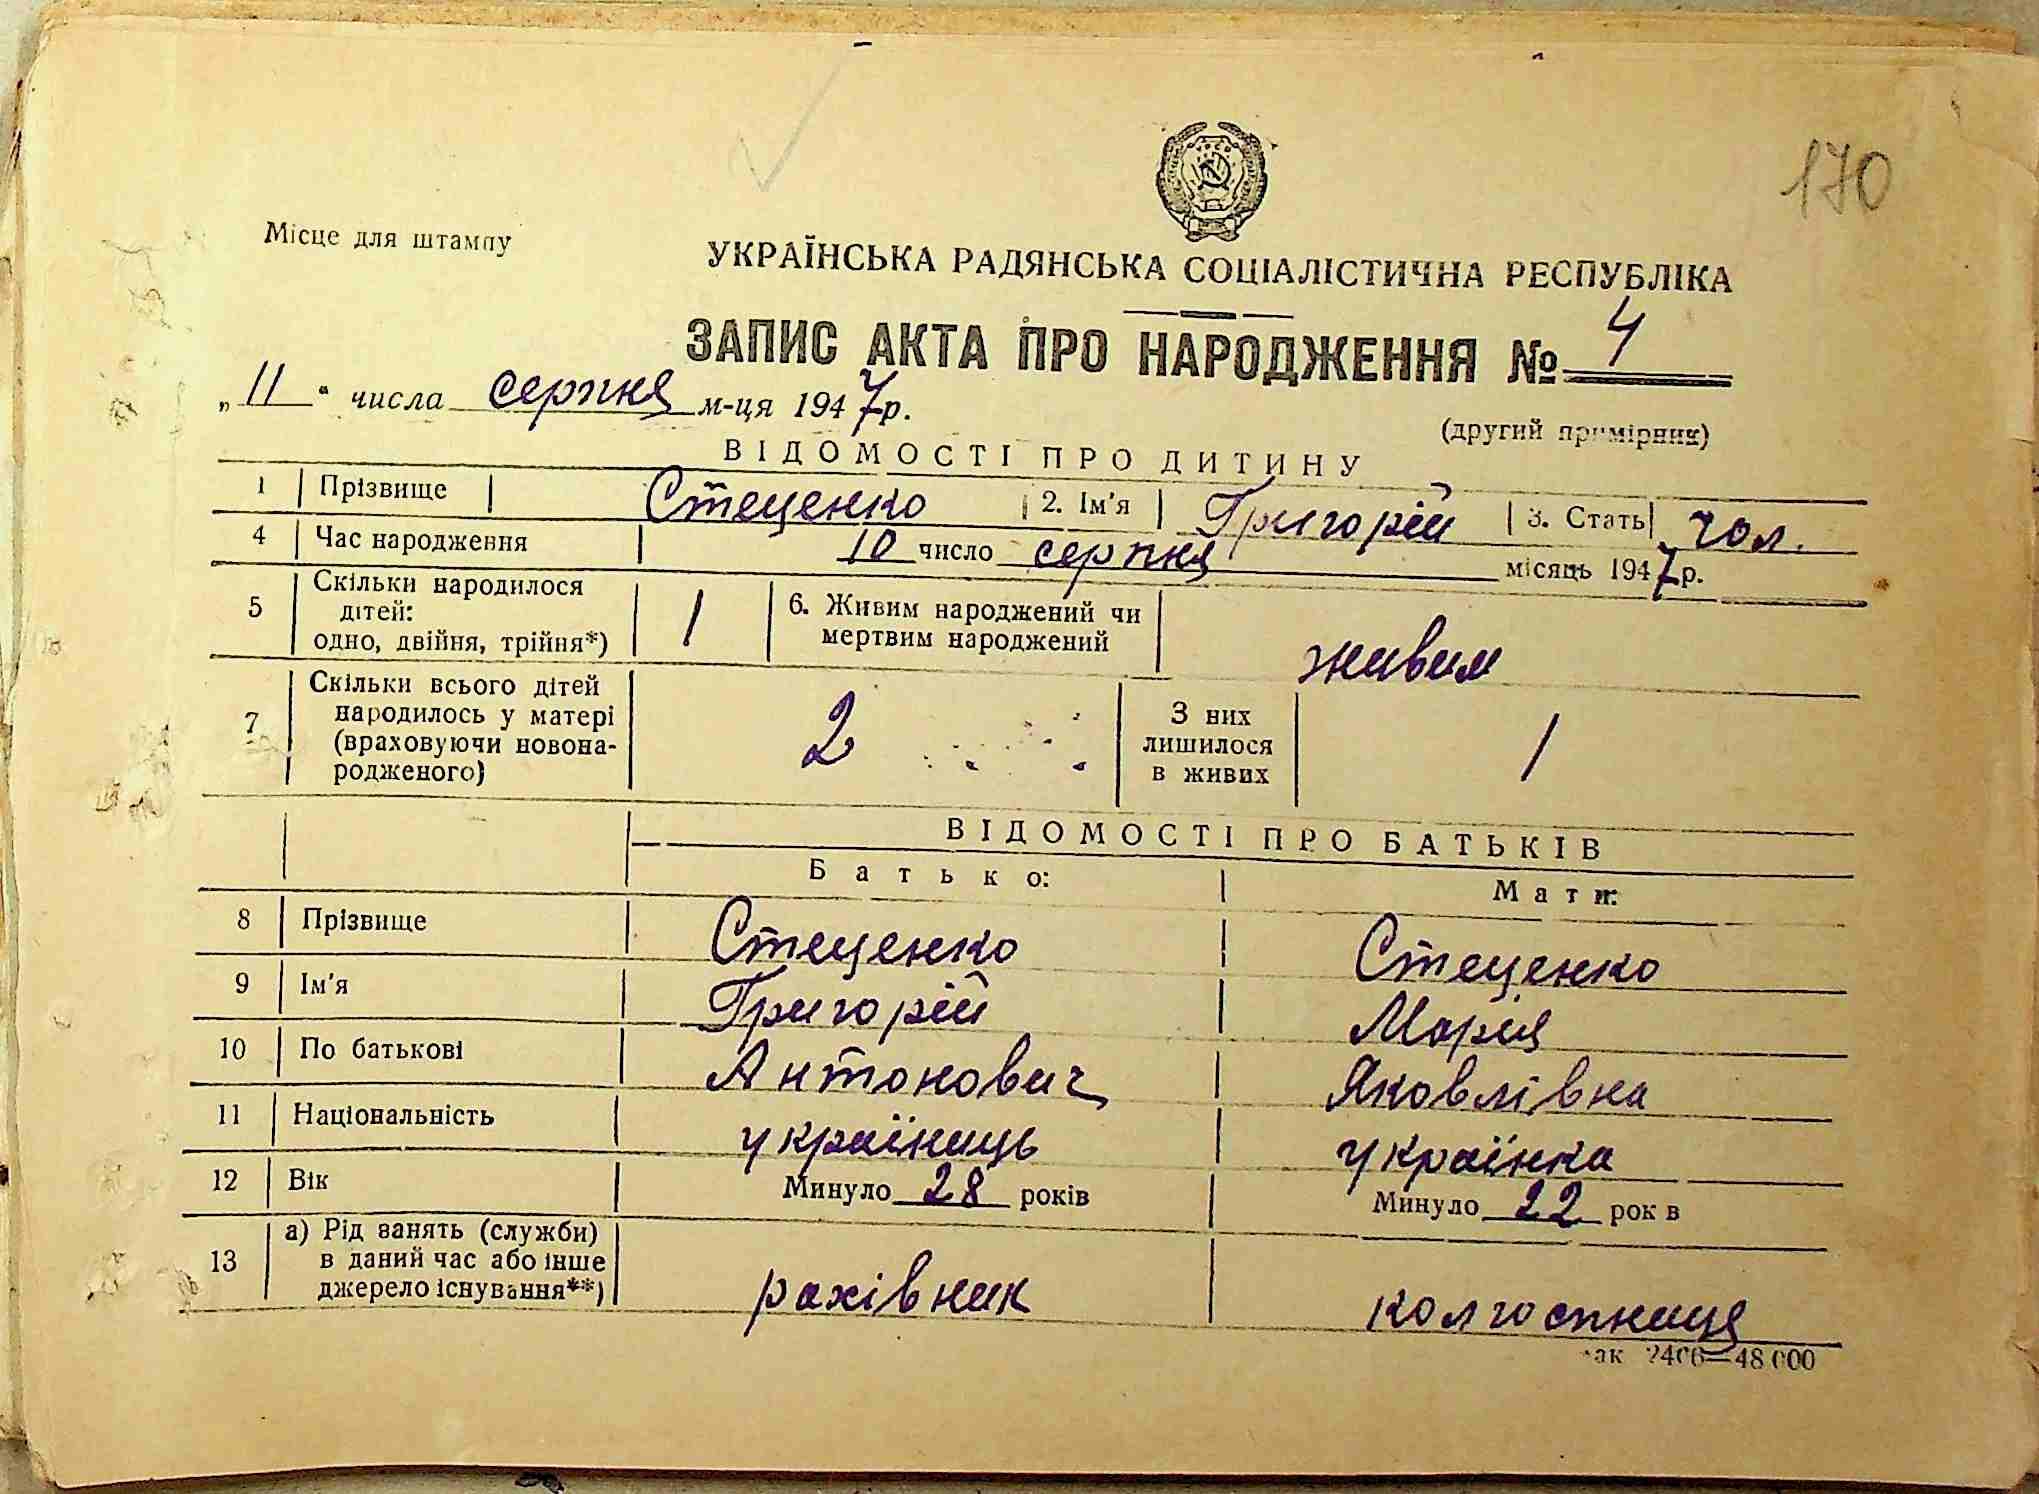 170
Місце для штампу
УКРАЇНСЬКА РАДЯНСЬКА СОЦІАЛІСТИЧНА РЕСПУБЛІКА
ЗАПИС АКТА ПРО НАРОДЖЕННЯ № 4
„11“ числа серпня м-ця 1947 р.
(другий примірник)
ВІДОМОСТІ ПРО ДИТИНУ
1 Прізвище Стеценко 2. Ім'я Григорій 3. Стать чол.
4 Час народження 10 число серпня місяць 1947 р.
5 Скільки народилося дітей: одно, двійня, трійня*) 1 6. Живим народжений чи мертвим народжений живим
7 Скільки всього дітей народилось у матері (враховуючи новонародженого) 2 З них лишилося в живих 1
ВІДОМОСТІ ПРО БАТЬКІВ
Батько: Мати:
8 Прізвище Стеценко Стеценко
9 Ім'я Григорій Марія
10 По батькові Антонович Яковлівна
11 Національність українець українка
12 Вік Минуло 28 років Минуло 22 рок в
13 а) Рід занять (служби) в даний час або інше джерело існування**) рахівник колгоспниця
зак 2406—48 000